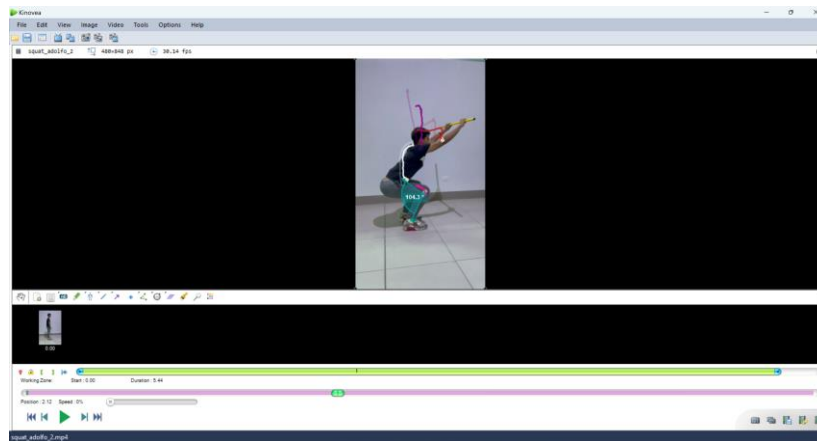 Kinovea
File Edit View Image Video Tools Options Help
squat_adolfo_2 480×848 px 30.14 fps
104.3°
0:00
Working Zone Start : 0.00 Duration : 5.44
Position : 2.12 Speed : 0%
squat_adolfo_2.mp4